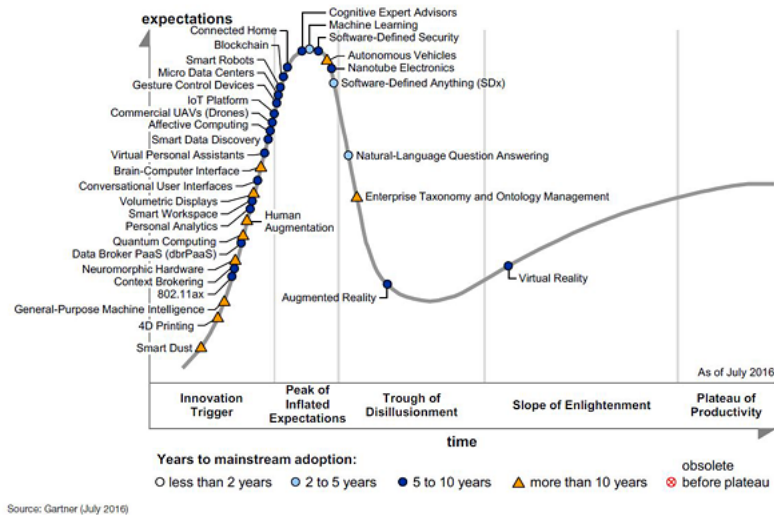 expectations
Cognitive Expert Advisors
Connected Home
Machine Learning
Blockchain
Software-Defined Security
Smart Robots
Autonomous Vehicles
Micro Data Centers
Nanotube Electronics
Gesture Control Devices
Software-Defined Anything (SDx)
IoT Platform
Commercial UAVs (Drones)
Affective Computing
Smart Data Discovery
Virtual Personal Assistants
Natural-Language Question Answering
Brain-Computer Interface
Conversational User Interfaces
Volumetric Displays
Enterprise Taxonomy and Ontology Management
Smart Workspace
Personal Analytics
Human
Augmentation
Quantum Computing
Data Broker PaaS (dbrPaaS)
Neuromorphic Hardware
Context Brokering
802.11ax
Virtual Reality
Augmented Reality
General-Purpose Machine Intelligence
4D Printing
Smart Dust
As of July 2016
Innovation
Trigger
Peak of
Inflated
Expectations
Trough of
Disillusionment
Slope of Enlightenment
Plateau of
Productivity
time
Years to mainstream adoption:
less than 2 years
2 to 5 years
5 to 10 years
more than 10 years
obsolete
before plateau
Source: Gartner (July 2016)